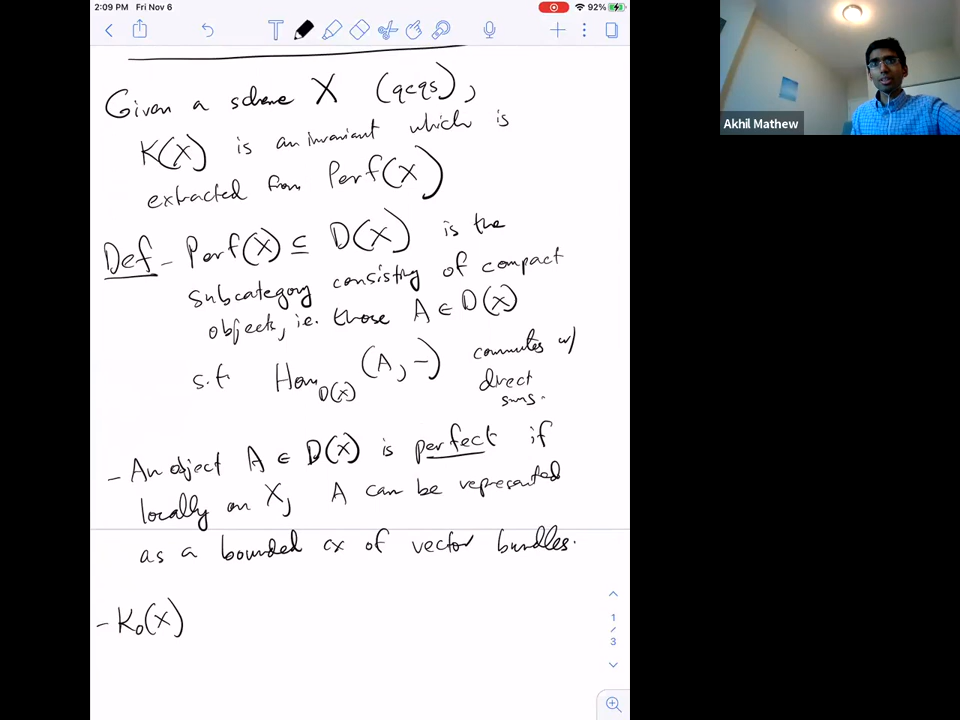 2:09 PM Fri Nov 6
92%
T
Given a scheme X (qcqs),
K(X) is an invariant which is
extracted from Perf(X)
Def - Perf(X) ⊆ D(X) is the
subcategory consisting of compact
objects, i.e. those A ∈ D(X)
s.t. Hom_{D(X)} (A, -) commutes w/
direct
sums.
- An object A ∈ D(X) is perfect if
locally on X, A can be represented
as a bounded cx of vector bundles.
- K₀(X)
1
/
3
Akhil Mathew